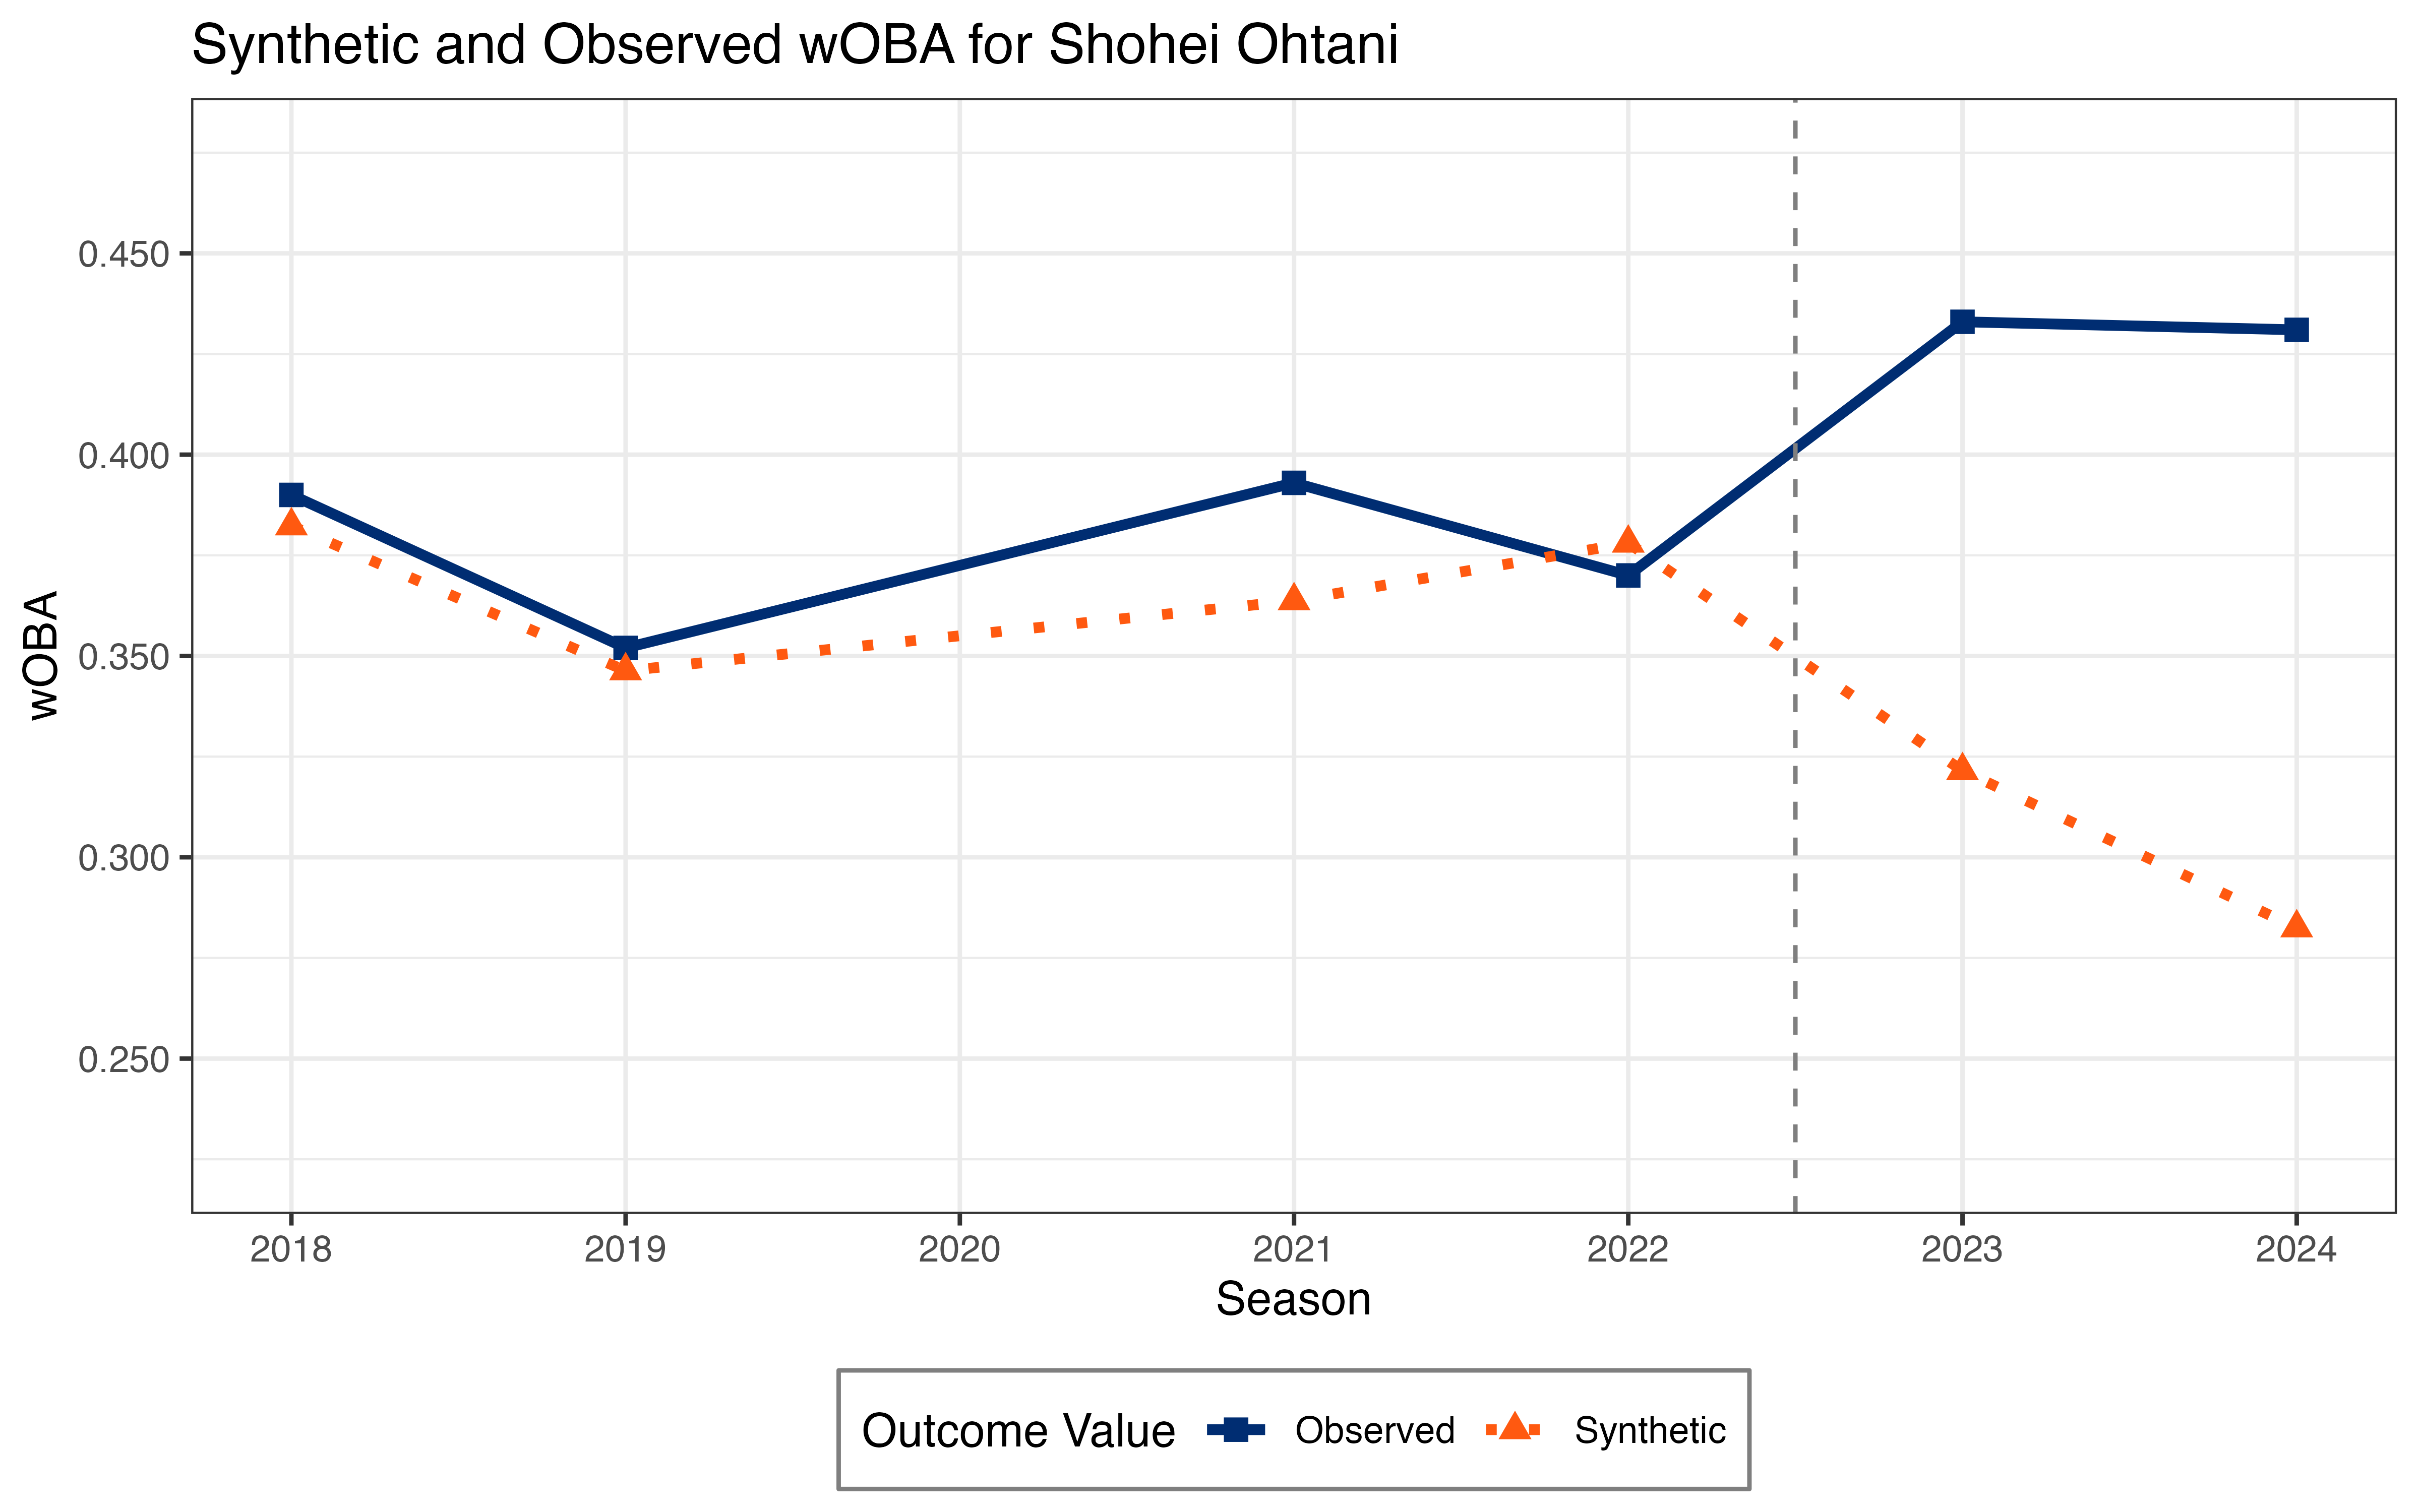 Synthetic and Observed wOBA for Shohei Ohtani
wOBA
0.450
0.400
0.350
0.300
0.250
2018 2019 2020 2021 2022 2023 2024
Season
Outcome Value Observed Synthetic